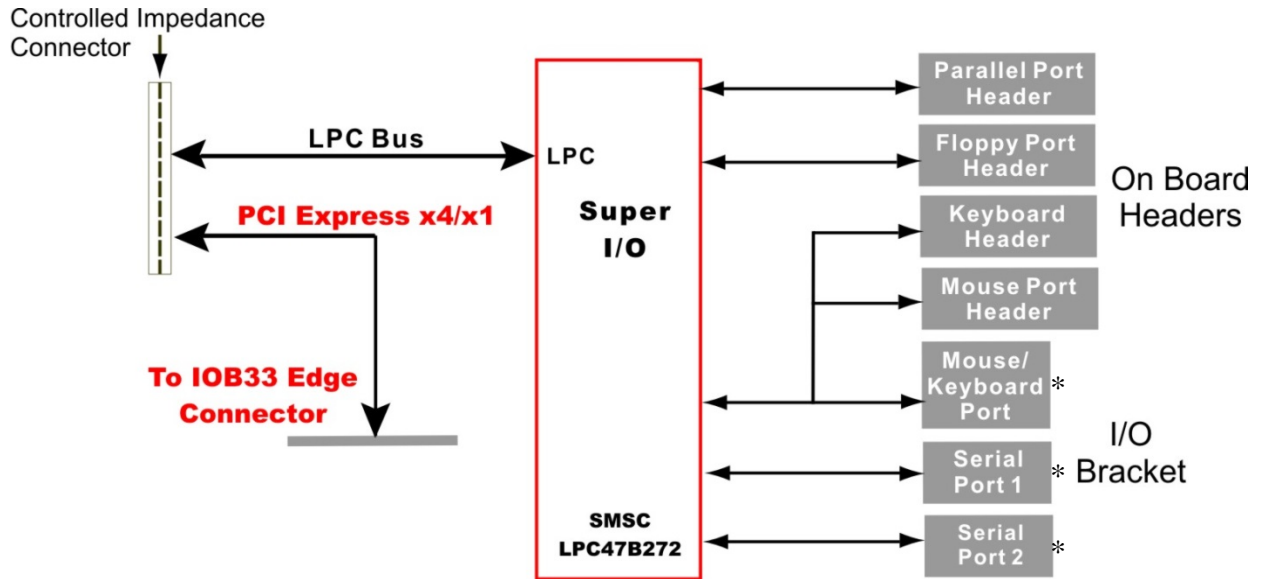 Controlled Impedance
Connector
LPC Bus
PCI Express x4/x1
To IOB33 Edge
Connector
LPC
Super
I/O
SMSC
LPC47B272
Parallel Port
Header
Floppy Port
Header
Keyboard
Header
Mouse Port
Header
Mouse/
Keyboard *
Port
Serial
Port 1 *
Serial
Port 2 *
On Board
Headers
I/O
Bracket